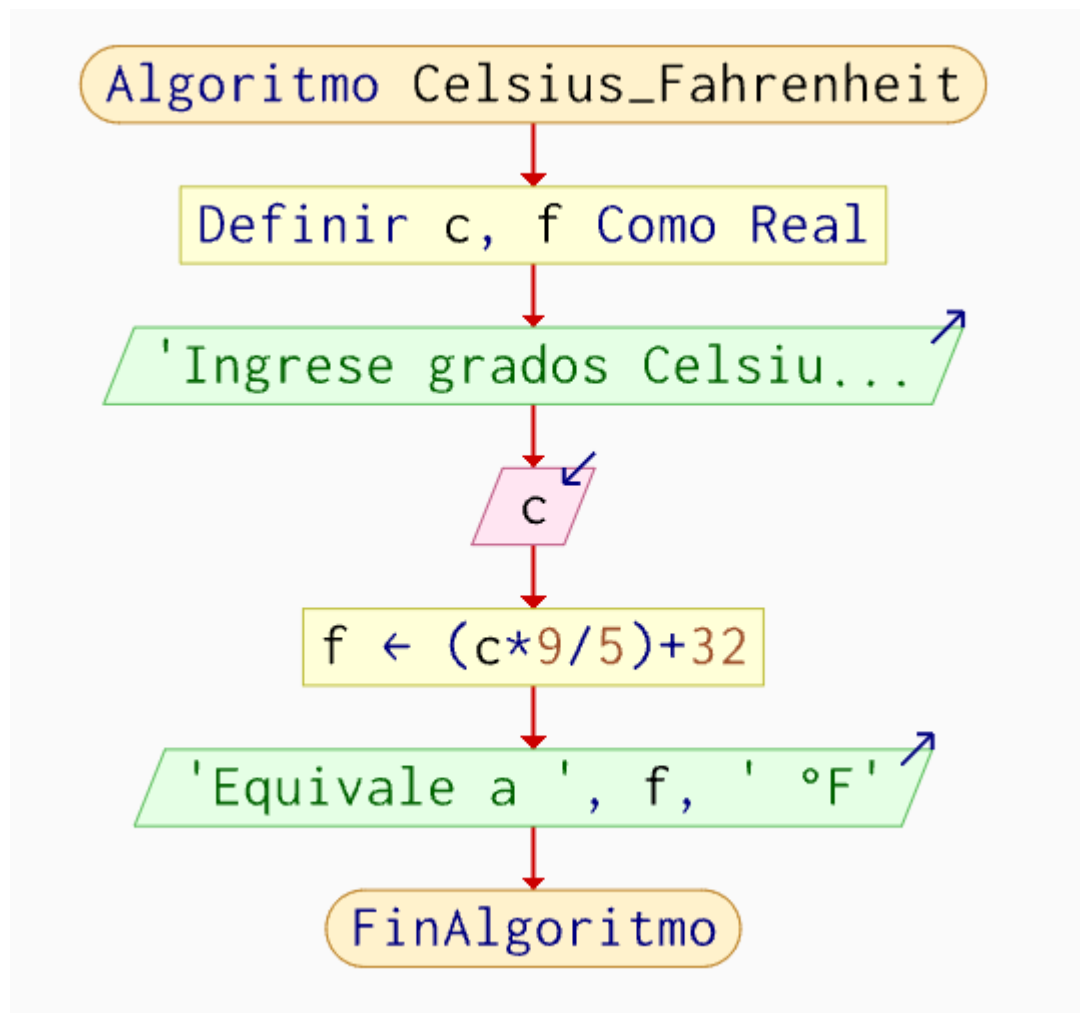 Algoritmo Celsius_Fahrenheit
Definir c, f Como Real
'Ingrese grados Celsiu...
c
f ← (c*9/5)+32
'Equivale a ', f, ' °F'
FinAlgoritmo